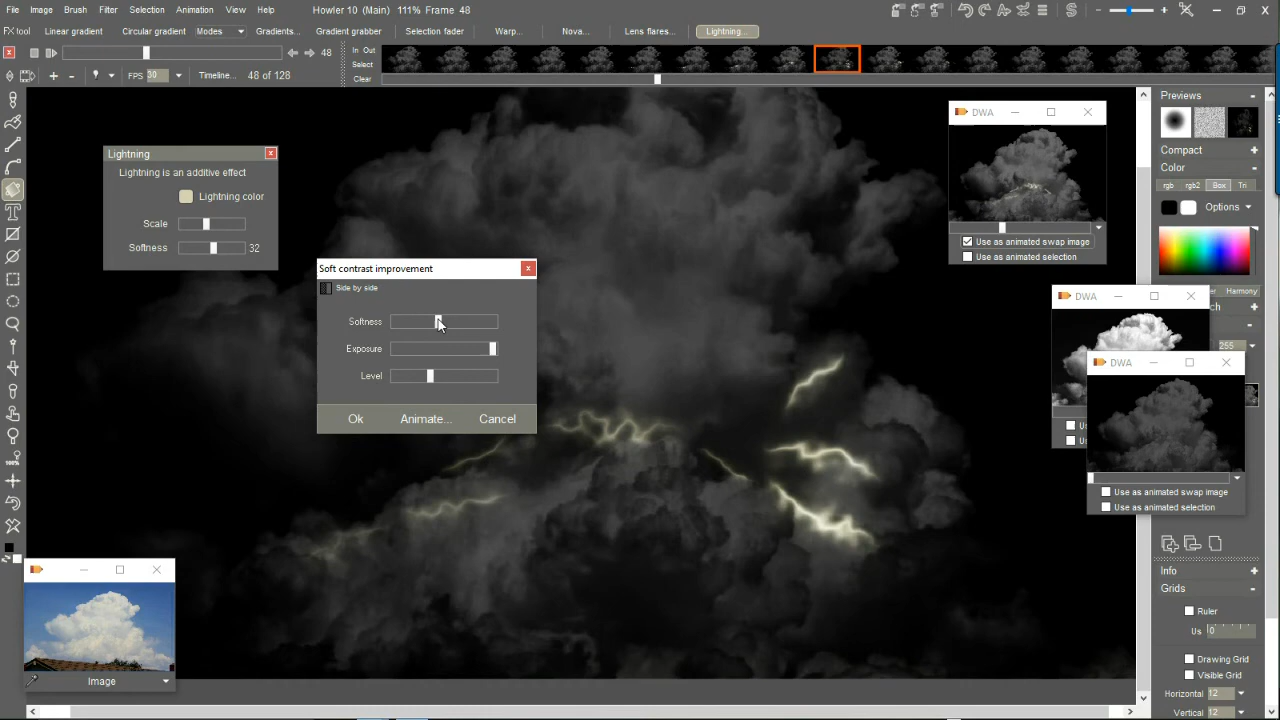 File Image Brush Filter Selection Animation View Help Howler 10 (Main) 111% Frame 48
FX tool Linear gradient Circular gradient Modes Gradients... Gradient grabber Selection fader Warp... Nova... Lens flares... Lightning...
48
In Out
Select
Clear
FPS 30 Timeline... 48 of 128
Lightning
Lightning is an additive effect
Lightning color
Scale
Softness 32
Soft contrast improvement
Side by side
Softness
Exposure
Level
Ok Animate... Cancel
DWA
Use as animated swap image
Use as animated selection
DWA
DWA
Use as animated swap image
Use as animated selection
Previews
Compact
Color
rgb rgb2 Box Tri
Options
Harmony
255
Info
Grids
Ruler
Us 0
Drawing Grid
Visible Grid
Horizontal 12
Vertical 12
100%
Image